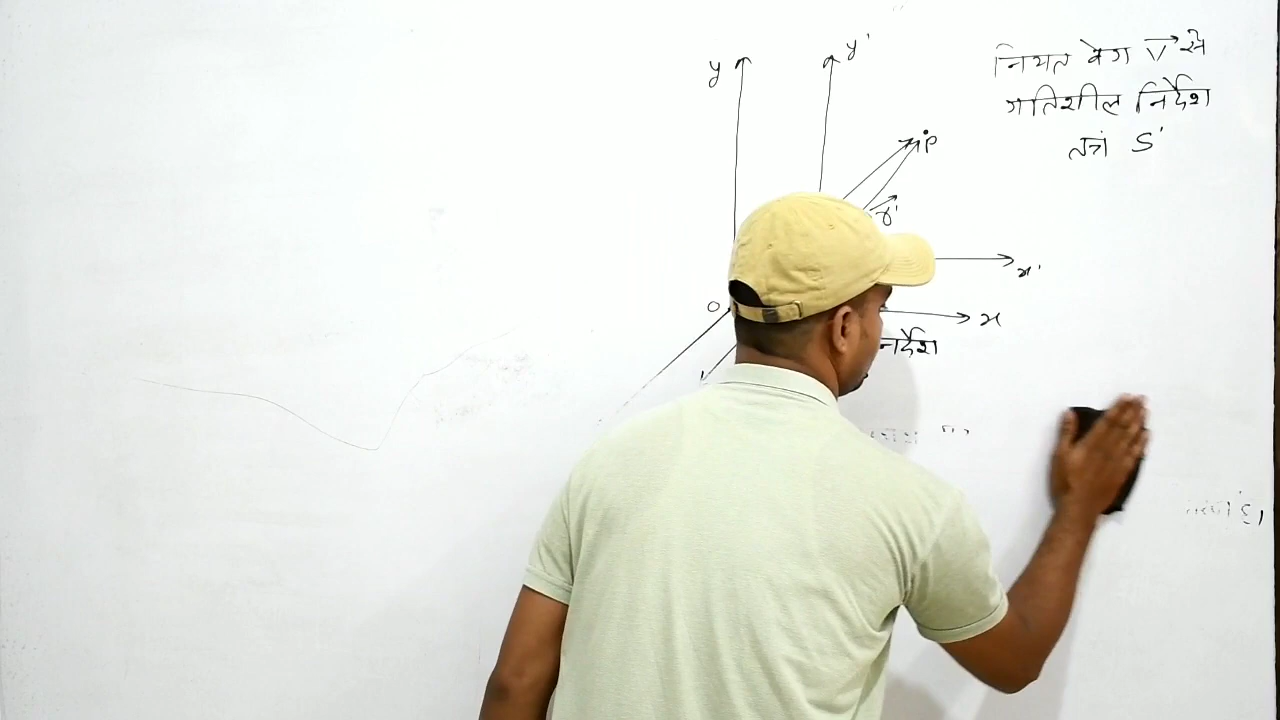 y
y'
नियत वेग V से
गतिशील निर्देश
तंत्रं S'
P
r'
x'
O
x
निर्देश